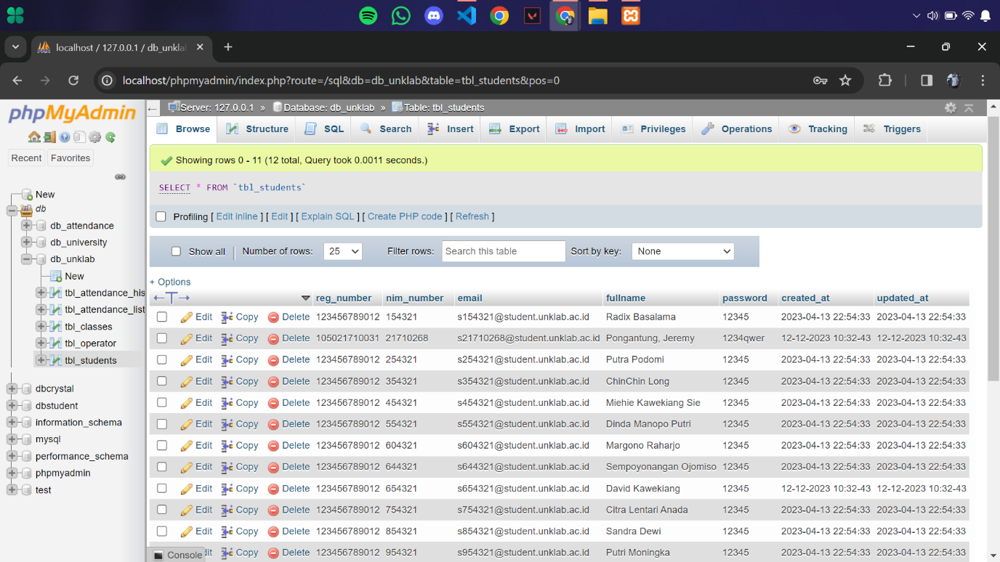 localhost / 127.0.0.1 / db_unkla
localhost/phpmyadmin/index.php?route=/sql&db=db_unklab&table=tbl_students&pos=0
phpMyAdmin
Recent Favorites
New
db
db_attendance
db_university
db_unklab
New
tbl_attendance_his
tbl_attendance_list
tbl_classes
tbl_operator
tbl_students
dbcrystal
dbstudent
information_schema
mysql
performance_schema
phpmyadmin
test
Server: 127.0.0.1 » Database: db_unklab » Table: tbl_students
Browse Structure SQL Search Insert Export Import Privileges Operations Tracking Triggers
Showing rows 0 - 11 (12 total, Query took 0.0011 seconds.)
SELECT * FROM `tbl_students`
Profiling [ Edit inline ] [ Edit ] [ Explain SQL ] [ Create PHP code ] [ Refresh ]
Show all Number of rows: 25 Filter rows: Search this table Sort by key: None
+ Options
reg_number nim_number email fullname password created_at updated_at
Edit Copy Delete 123456789012 154321 s154321@student.unklab.ac.id Radix Basalama 12345 2023-04-13 22:54:33 2023-04-13 22:54:33
Edit Copy Delete 105021710031 21710268 s21710268@student.unklab.ac.id Pongantung, Jeremy 1234qwer 12-12-2023 10:32-43 12-12-2023 10:32-43
Edit Copy Delete 123456789012 254321 s254321@student.unklab.ac.id Putra Podomi 12345 2023-04-13 22:54:33 2023-04-13 22:54:33
Edit Copy Delete 123456789012 354321 s354321@student.unklab.ac.id ChinChin Long 12345 2023-04-13 22:54:33 2023-04-13 22:54:33
Edit Copy Delete 123456789012 454321 s454321@student.unklab.ac.id Miehie Kawekiang Sie 12345 2023-04-13 22:54:33 2023-04-13 22:54:33
Edit Copy Delete 123456789012 554321 s554321@student.unklab.ac.id Dinda Manopo Putri 12345 2023-04-13 22:54:33 2023-04-13 22:54:33
Edit Copy Delete 123456789012 604321 s604321@student.unklab.ac.id Margono Raharjo 12345 2023-04-13 22:54:33 2023-04-13 22:54:33
Edit Copy Delete 123456789012 644321 s644321@student.unklab.ac.id Sempoyonangan Ojomiso 12345 2023-04-13 22:54:33 2023-04-13 22:54:33
Edit Copy Delete 123456789012 654321 s654321@student.unklab.ac.id David Kawekiang 12345 12-12-2023 10:32-43 12-12-2023 10:32-43
Edit Copy Delete 123456789012 754321 s754321@student.unklab.ac.id Citra Lentari Anada 12345 2023-04-13 22:54:33 2023-04-13 22:54:33
Edit Copy Delete 123456789012 854321 s854321@student.unklab.ac.id Sandra Dewi 12345 2023-04-13 22:54:33 2023-04-13 22:54:33
Copy Delete 123456789012 954321 s954321@student.unklab.ac.id Putri Moningka 12345 2023-04-13 22:54:33 2023-04-13 22:54:33
Console